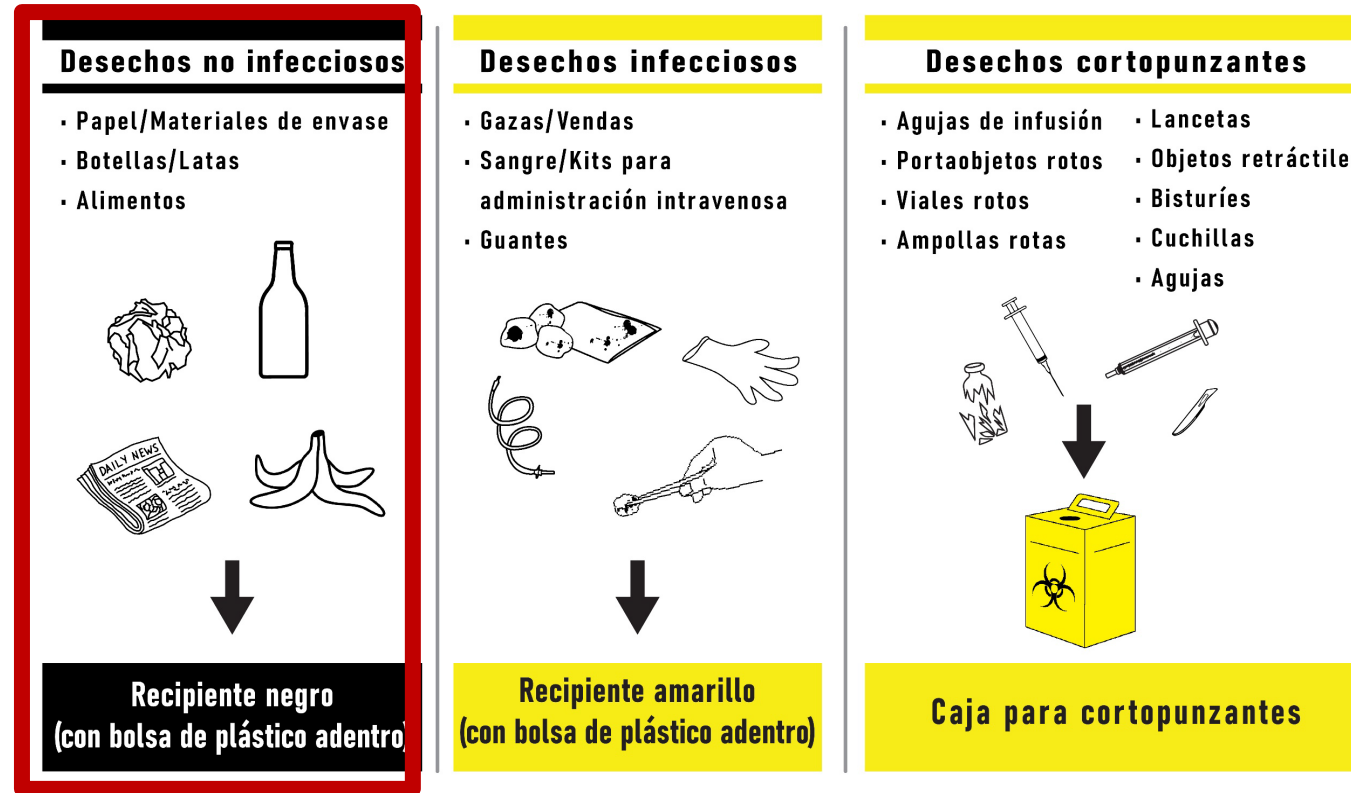 Desechos no infecciosos
· Papel/Materiales de envase
· Botellas/Latas
· Alimentos
DAILY NEWS
Recipiente negro
(con bolsa de plástico adentro)
Desechos infecciosos
· Gazas/Vendas
· Sangre/Kits para
administración intravenosa
· Guantes
Recipiente amarillo
(con bolsa de plástico adentro)
Desechos cortopunzantes
· Agujas de infusión
· Portaobjetos rotos
· Viales rotos
· Ampollas rotas
· Lancetas
· Objetos retráctile
· Bisturíes
· Cuchillas
· Agujas
Caja para cortopunzantes